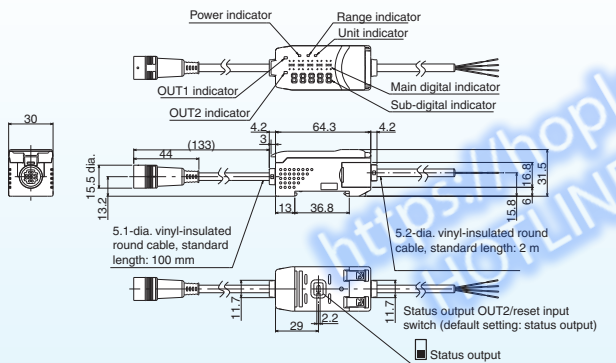 Power indicator
Range indicator
Unit indicator
OUT1 indicator
OUT2 indicator
Main digital indicator
Sub-digital indicator
30
(133)
44
4.2
3
64.3
4.2
15.5 dia.
13.2
13
36.8
31.5
16.8
6
15.8
5.1-dia. vinyl-insulated
round cable, standard
length: 100 mm
5.2-dia. vinyl-insulated round
cable, standard length: 2 m
11.7
29
2.2
11.7
Status output OUT2/reset input
switch (default setting: status output)
Status output
https://hopl
HOTLINE